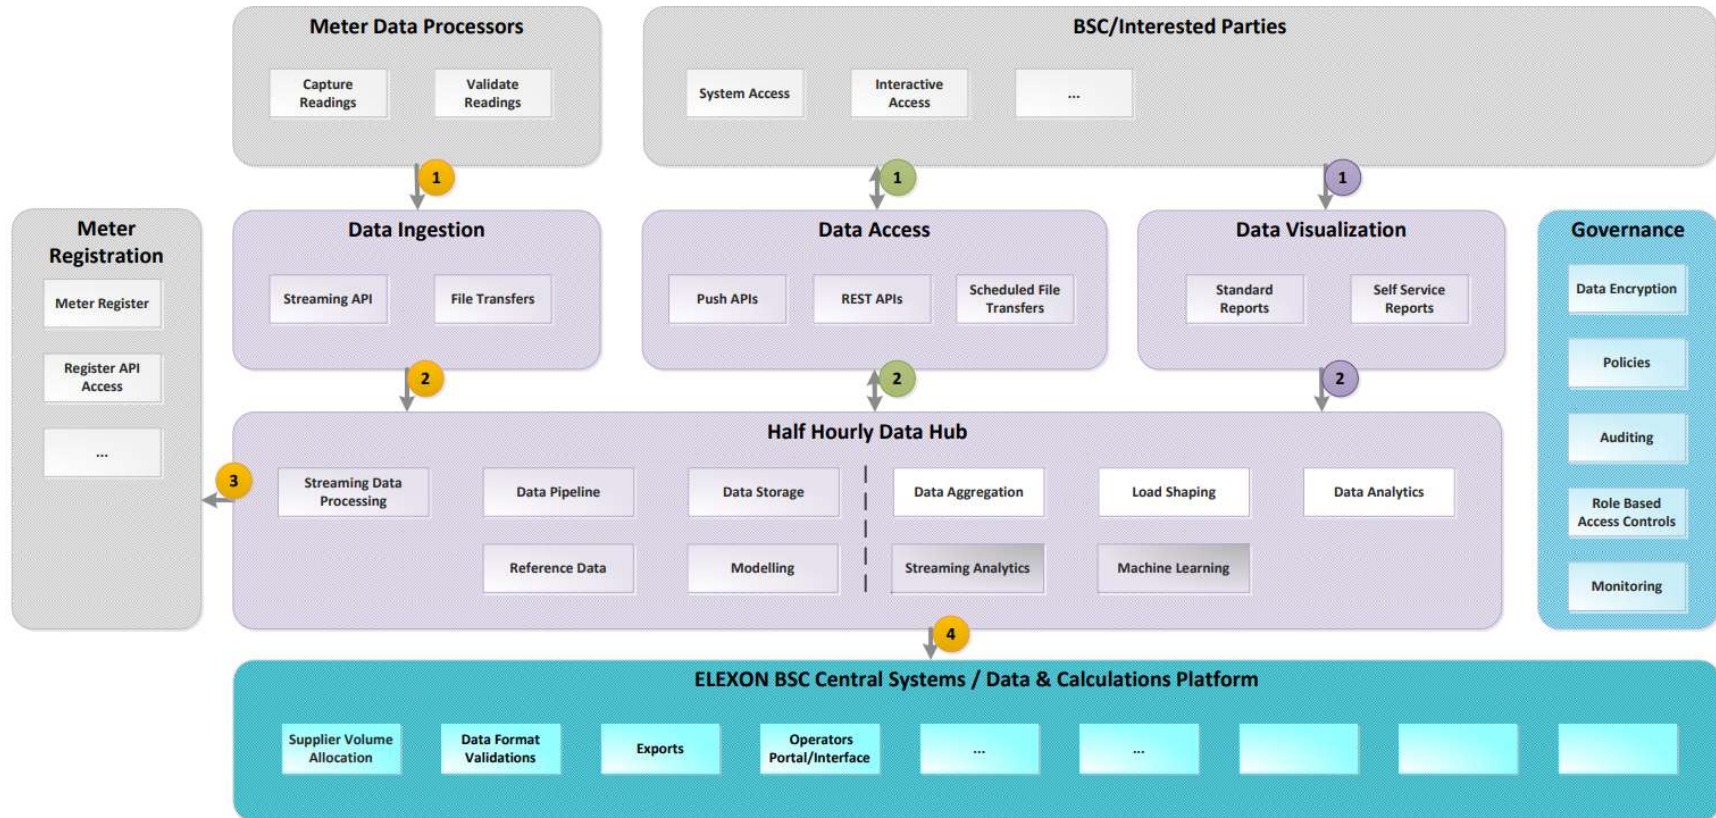 Meter Data Processors
Capture
Readings
Validate
Readings
BSC/Interested Parties
System Access
Interactive
Access
...
1
1
1
Meter
Registration
Meter Register
Register API
Access
...
Data Ingestion
Streaming API
File Transfers
Data Access
Push APIs
REST APIs
Scheduled File
Transfers
Data Visualization
Standard
Reports
Self Service
Reports
Governance
Data Encryption
Policies
Auditing
Role Based
Access Controls
Monitoring
2
2
2
Half Hourly Data Hub
3
Streaming Data
Processing
Data Pipeline
Data Storage
Data Aggregation
Load Shaping
Data Analytics
Reference Data
Modelling
Streaming Analytics
Machine Learning
4
ELEXON BSC Central Systems / Data & Calculations Platform
Supplier Volume
Allocation
Data Format
Validations
Exports
Operators
Portal/Interface
...
...